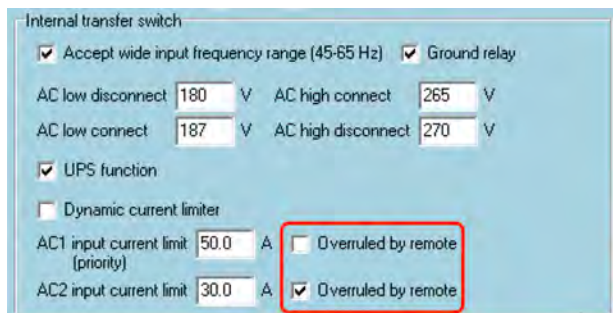 Internal transfer switch
Accept wide input frequency range (45-65 Hz) Ground relay
AC low disconnect 180 V AC high connect 265 V
AC low connect 187 V AC high disconnect 270 V
UPS function
Dynamic current limiter
AC1 input current limit 50.0 A Overruled by remote
(priority)
AC2 input current limit 30.0 A Overruled by remote